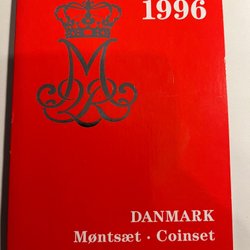 1996
DANMARK
Møntsæt · Coinset